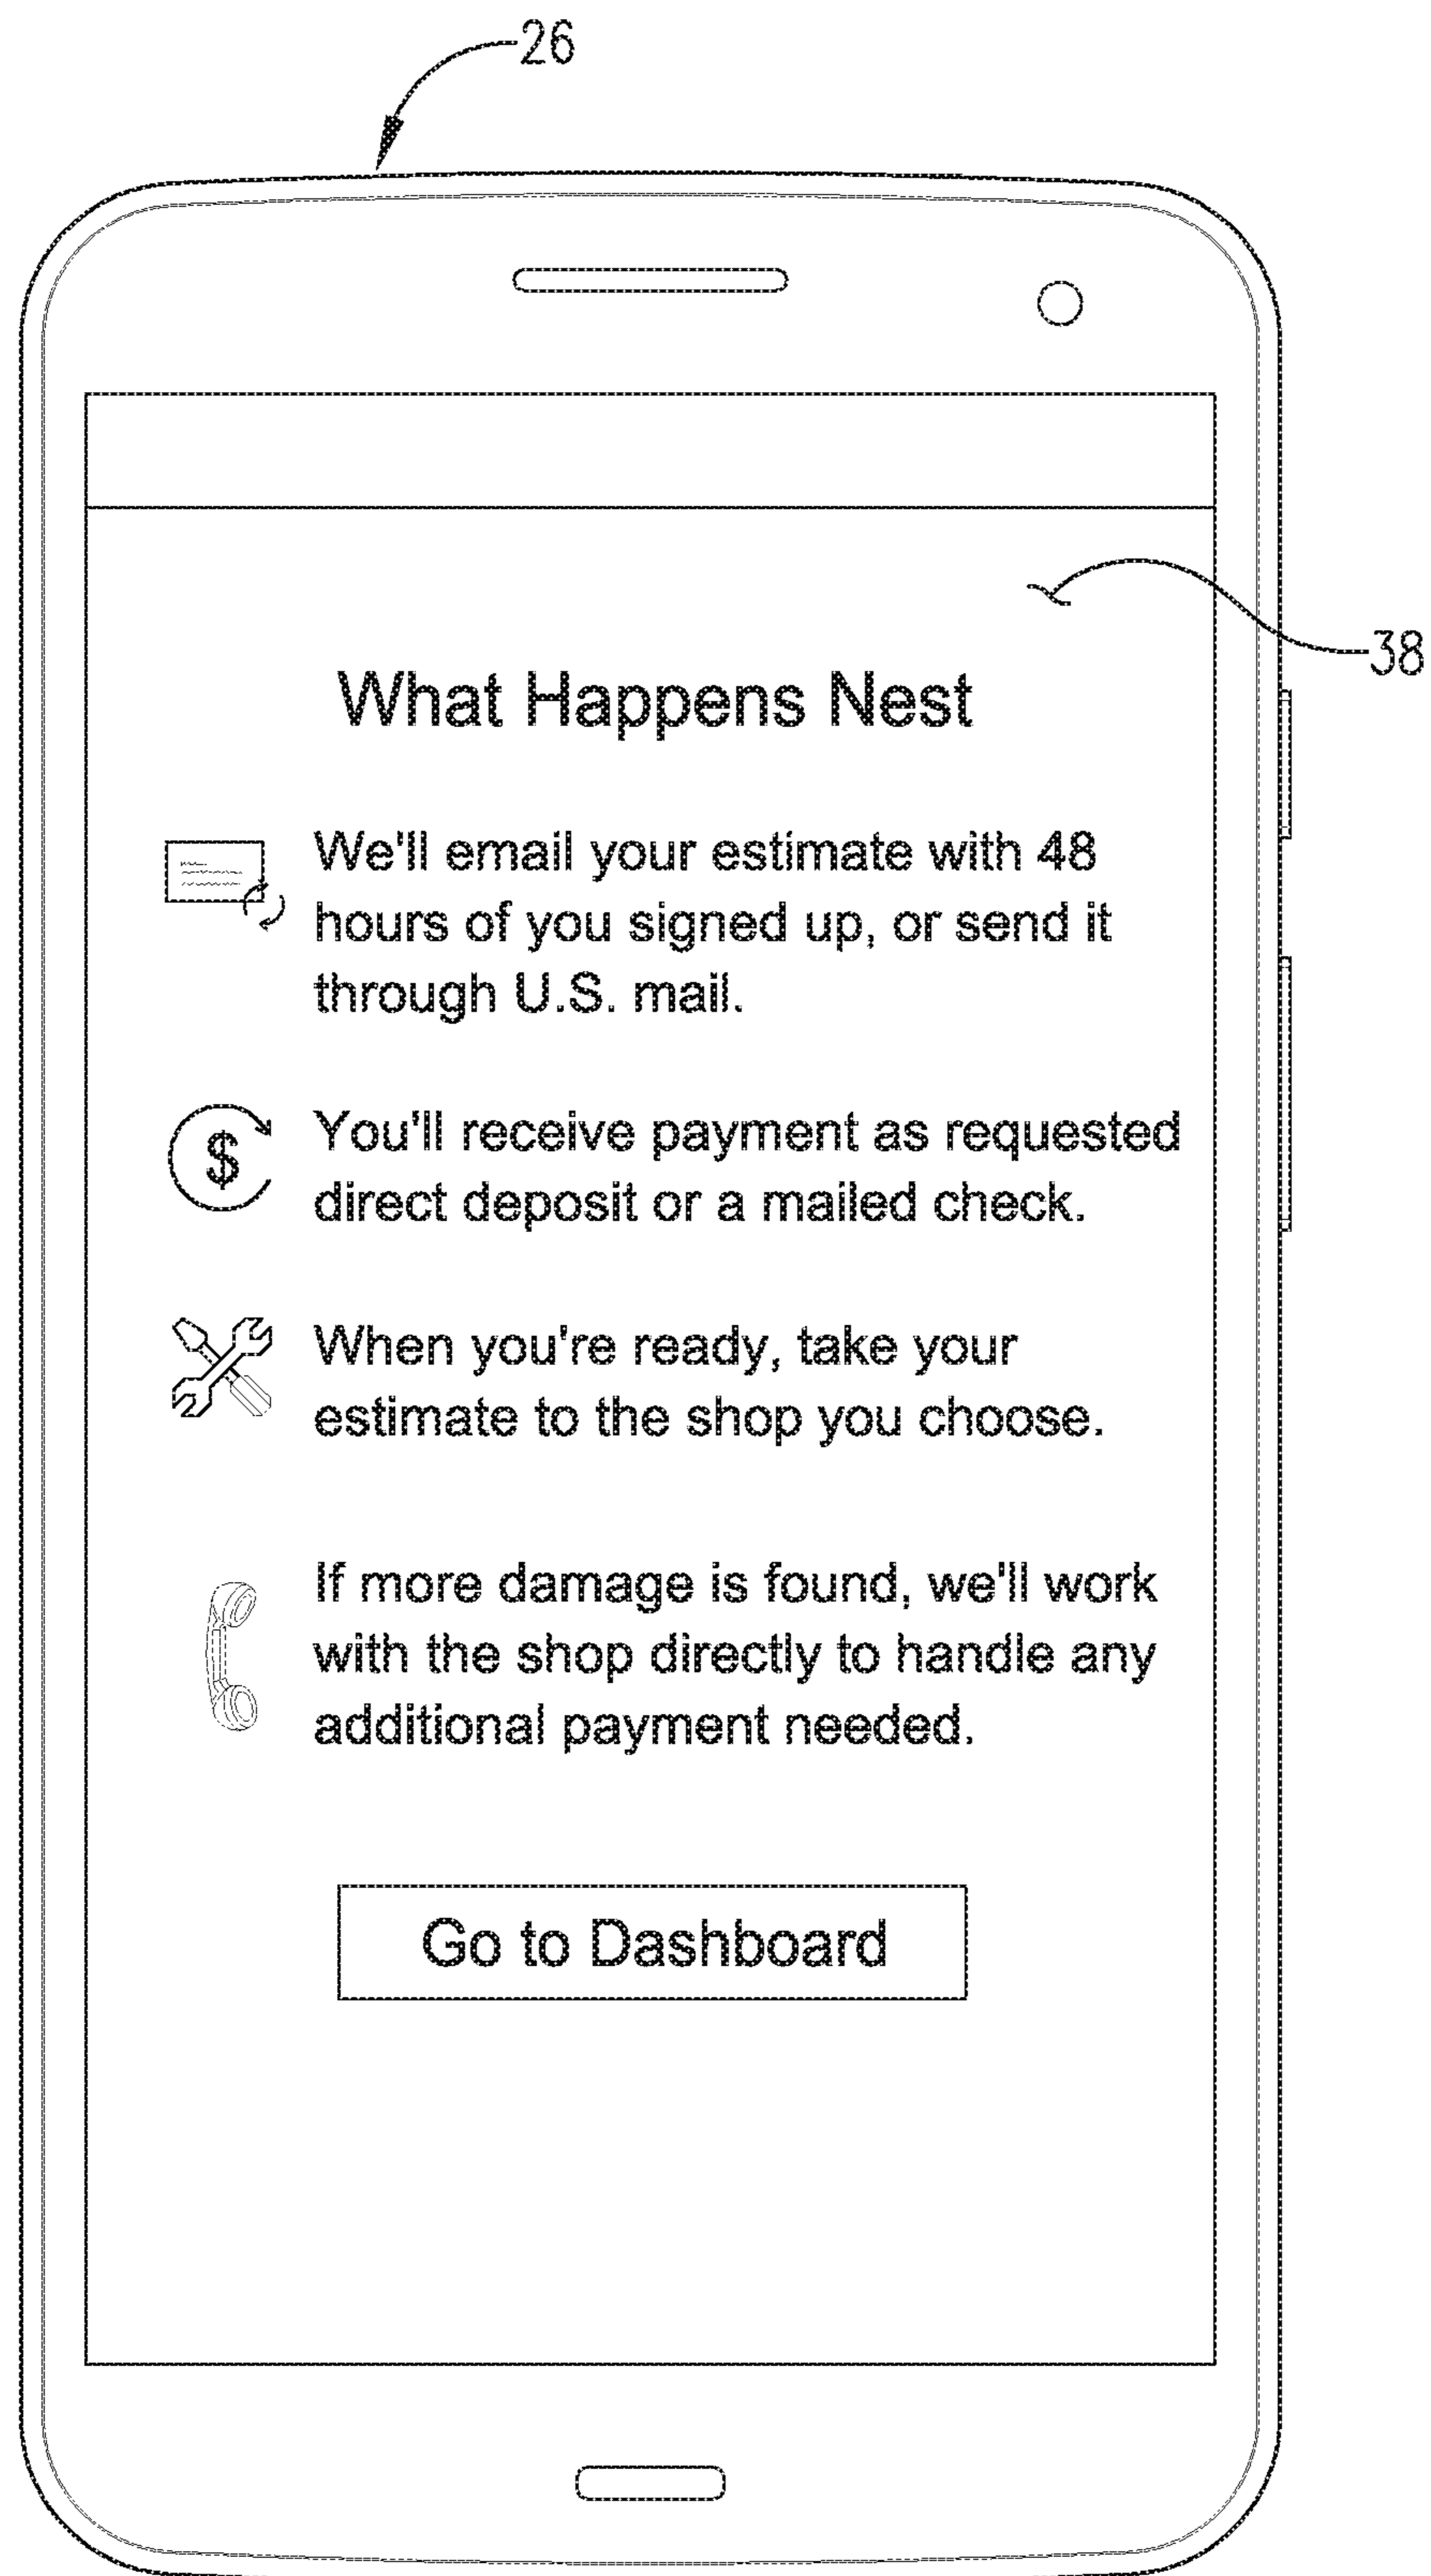 26
38
What Happens Nest
We'll email your estimate with 48
hours of you signed up, or send it
through U.S. mail.
$
You'll receive payment as requested
direct deposit or a mailed check.
When you're ready, take your
estimate to the shop you choose.
If more damage is found, we'll work
with the shop directly to handle any
additional payment needed.
Go to Dashboard